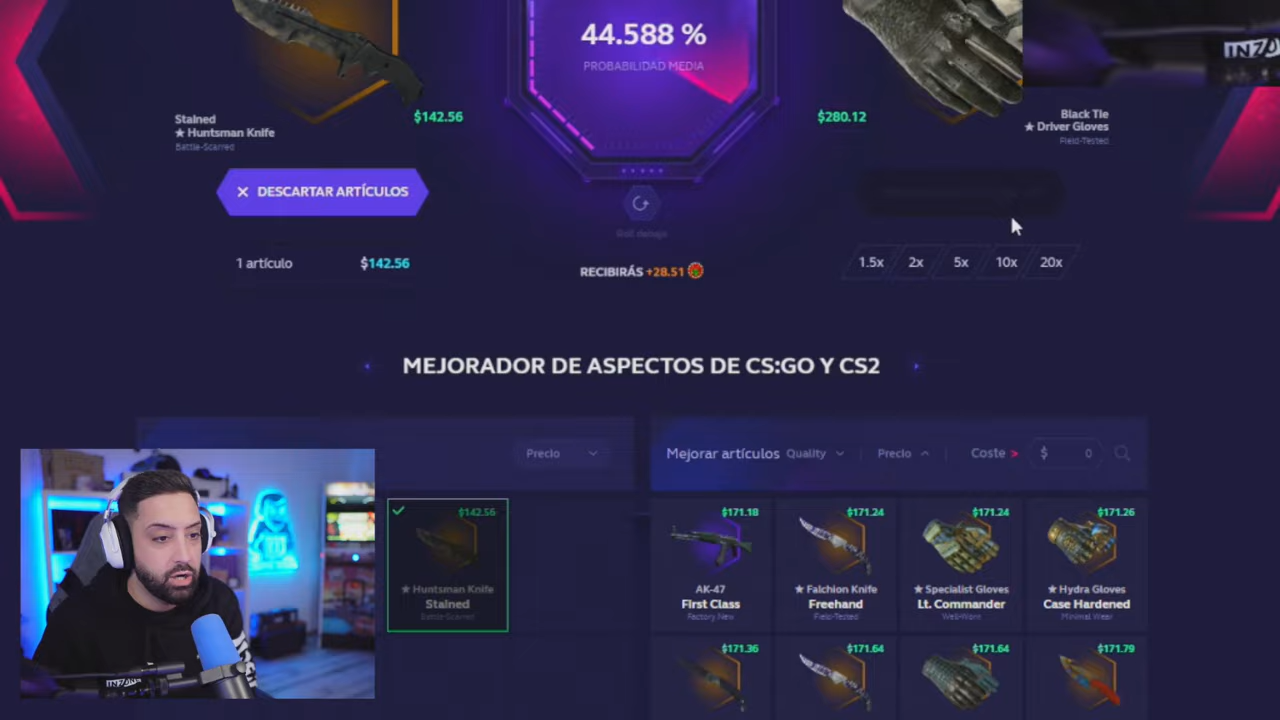 44.588 %
PROBABILIDAD MEDIA
INZO
Stained
★ Huntsman Knife
Battle-Scarred
$142.56
$280.12
Black Tie
★ Driver Gloves
Field-Tested
✕ DESCARTAR ARTÍCULOS
1 artículo $142.56
RECIBIRÁS +28.51
1.5x 2x 5x 10x 20x
MEJORADOR DE ASPECTOS DE CS:GO Y CS2
Precio
Mejorar artículos Quality Precio Coste > $ 0
$142.56
★ Huntsman Knife
Stained
Battle-Scarred
$171.18
AK-47
First Class
Factory New
$171.24
★ Falchion Knife
Freehand
Field-Tested
$171.24
★ Specialist Gloves
Lt. Commander
Well-Worn
$171.26
★ Hydra Gloves
Case Hardened
Minimal Wear
$171.36
$171.64
$171.64
$171.79